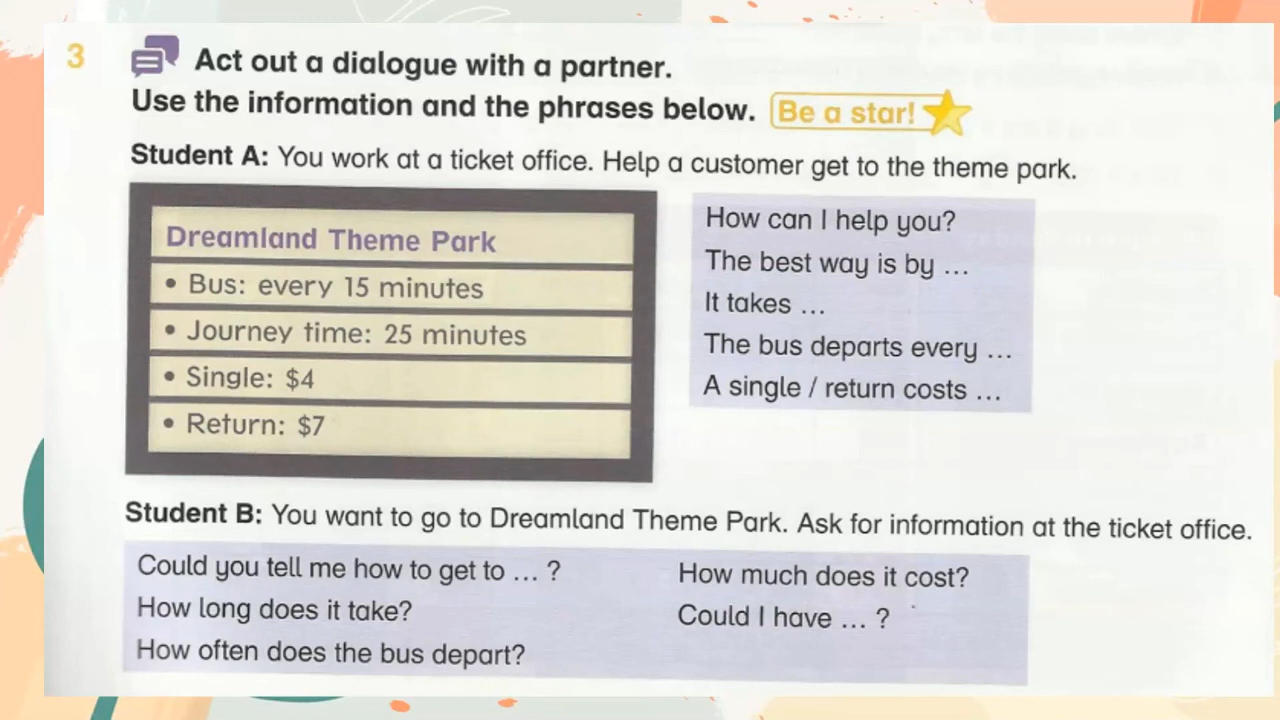 3
Act out a dialogue with a partner.
Use the information and the phrases below. Be a star!
Student A: You work at a ticket office. Help a customer get to the theme park.
Dreamland Theme Park
• Bus: every 15 minutes
• Journey time: 25 minutes
• Single: $4
• Return: $7
How can I help you?
The best way is by ...
It takes ...
The bus departs every ...
A single / return costs ...
Student B: You want to go to Dreamland Theme Park. Ask for information at the ticket office.
Could you tell me how to get to ... ?
How long does it take?
How often does the bus depart?
How much does it cost?
Could I have ... ?